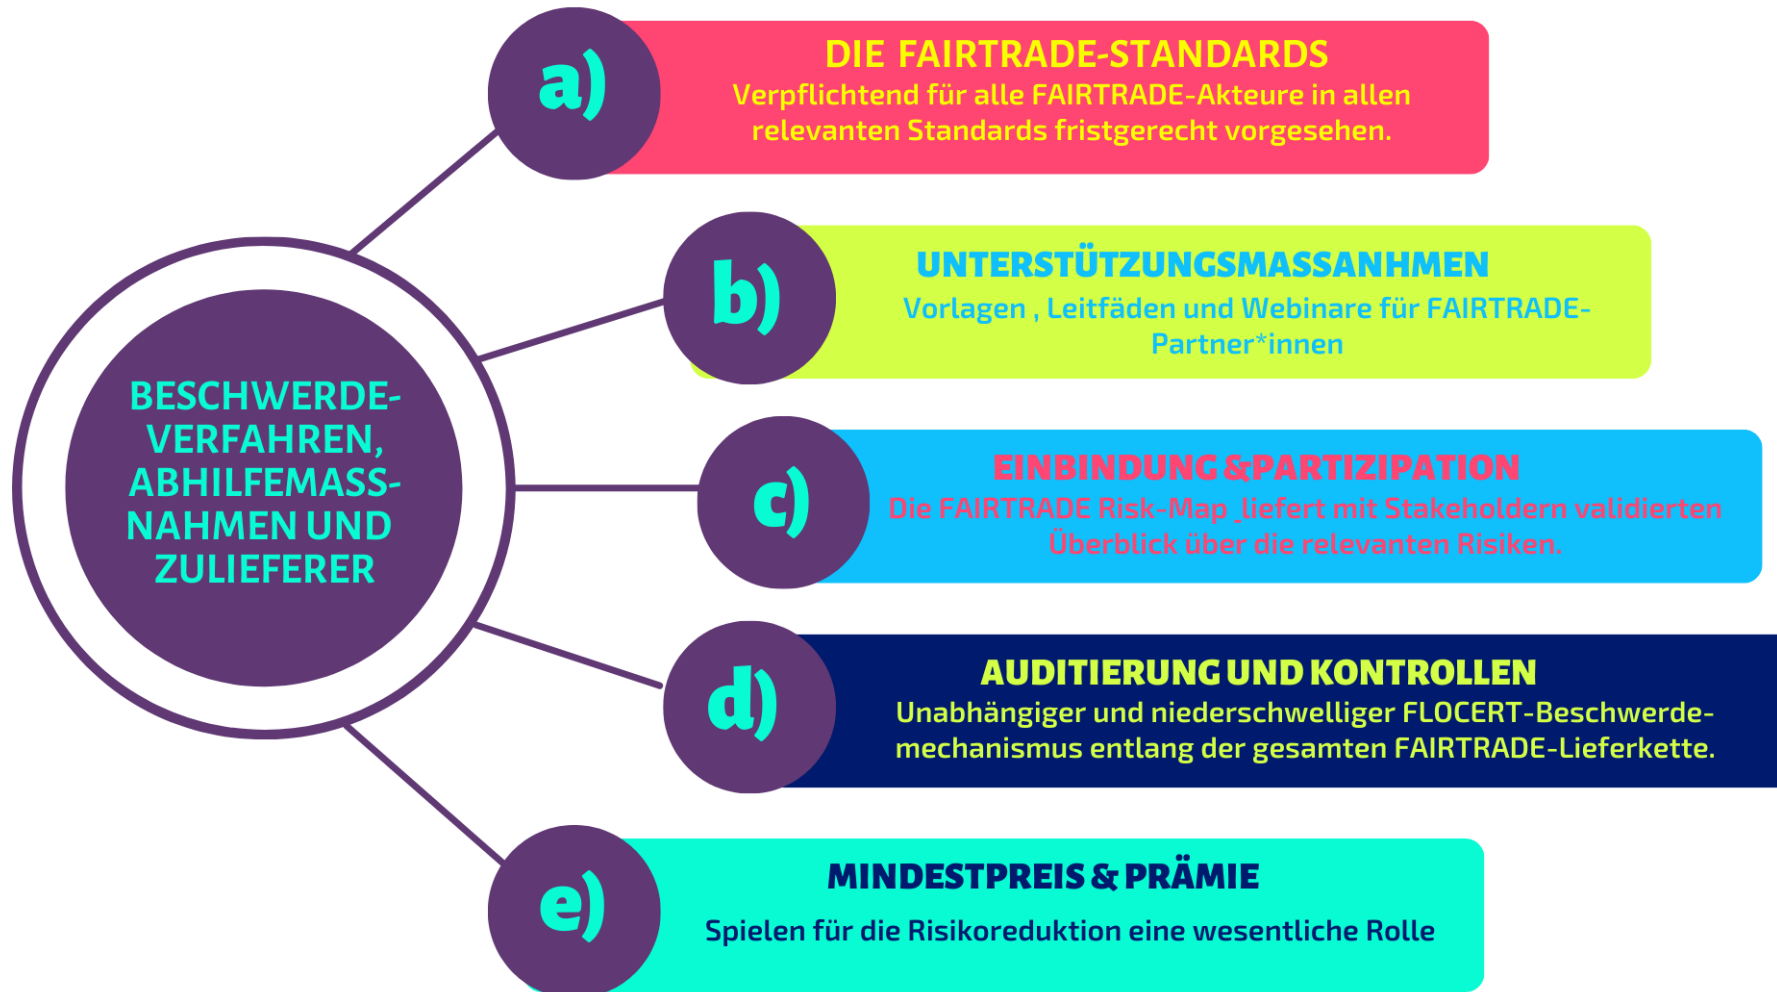 BESCHWERDE-
VERFAHREN,
ABHILFEMASS-
NAHMEN UND
ZULIEFERER
a)
DIE FAIRTRADE-STANDARDS
Verpflichtend für alle FAIRTRADE-Akteure in allen
relevanten Standards fristgerecht vorgesehen.
b)
UNTERSTÜTZUNGSMASSANHMEN
Vorlagen , Leitfäden und Webinare für FAIRTRADE-
Partner*innen
c)
EINBINDUNG &PARTIZIPATION
Die FAIRTRADE Risk-Map _liefert mit Stakeholdern validierten
Überblick über die relevanten Risiken.
d)
AUDITIERUNG UND KONTROLLEN
Unabhängiger und niederschwelliger FLOCERT-Beschwerde-
mechanismus entlang der gesamten FAIRTRADE-Lieferkette.
e)
MINDESTPREIS & PRÄMIE
Spielen für die Risikoreduktion eine wesentliche Rolle